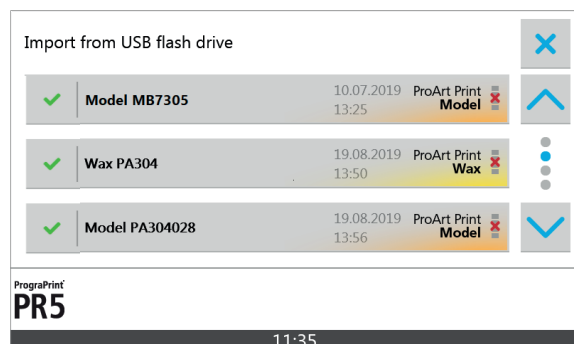 Import from USB flash drive
Model MB7305
10.07.2019
13:25
ProArt Print
Model
Wax PA304
19.08.2019
13:50
ProArt Print
Wax
Model PA304028
19.08.2019
13:56
ProArt Print
Model
PrograPrint
PR5
11:35